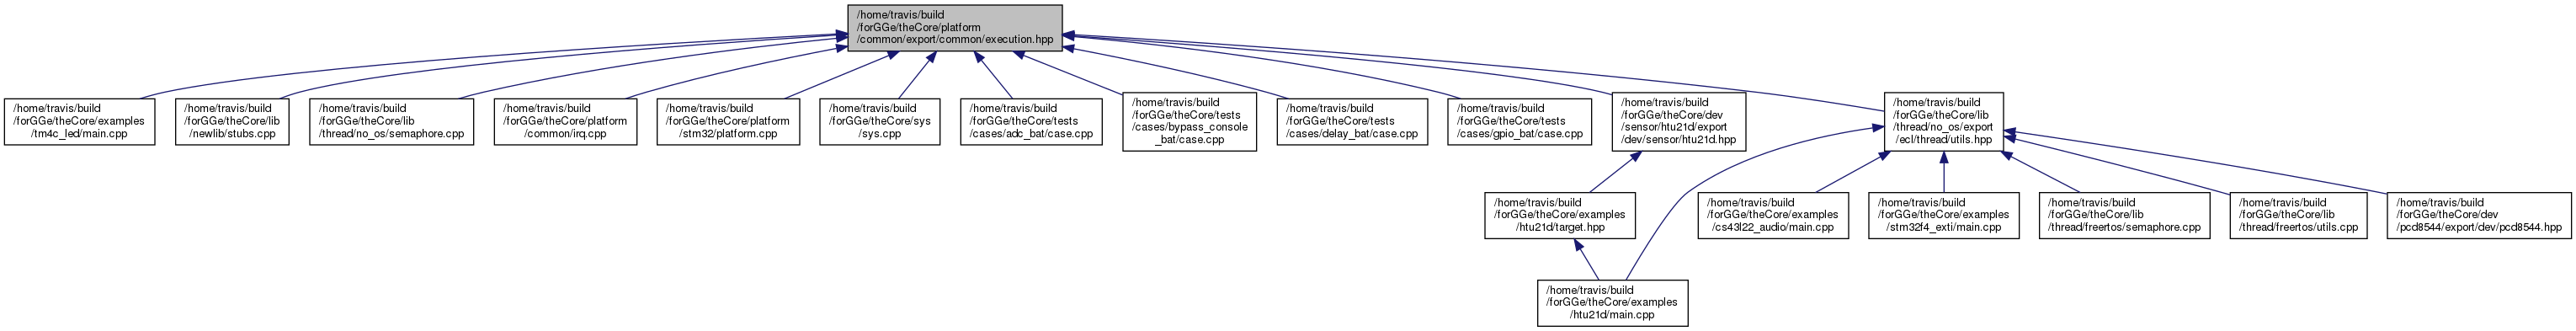 /home/travis/build
/forGGe/theCore/platform
/common/export/common/execution.hpp
/home/travis/build
/forGGe/theCore/examples
/tm4c_led/main.cpp
/home/travis/build
/forGGe/theCore/lib
/newlib/stubs.cpp
/home/travis/build
/forGGe/theCore/lib
/thread/no_os/semaphore.cpp
/home/travis/build
/forGGe/theCore/platform
/common/irq.cpp
/home/travis/build
/forGGe/theCore/platform
/stm32/platform.cpp
/home/travis/build
/forGGe/theCore/sys
/sys.cpp
/home/travis/build
/forGGe/theCore/tests
/cases/adc_bat/case.cpp
/home/travis/build
/forGGe/theCore/tests
/cases/bypass_console
_bat/case.cpp
/home/travis/build
/forGGe/theCore/tests
/cases/delay_bat/case.cpp
/home/travis/build
/forGGe/theCore/tests
/cases/gpio_bat/case.cpp
/home/travis/build
/forGGe/theCore/dev
/sensor/htu21d/export
/dev/sensor/htu21d.hpp
/home/travis/build
/forGGe/theCore/lib
/thread/no_os/export
/ecl/thread/utils.hpp
/home/travis/build
/forGGe/theCore/examples
/htu21d/target.hpp
/home/travis/build
/forGGe/theCore/examples
/cs43l22_audio/main.cpp
/home/travis/build
/forGGe/theCore/examples
/stm32f4_exti/main.cpp
/home/travis/build
/forGGe/theCore/lib
/thread/freertos/semaphore.cpp
/home/travis/build
/forGGe/theCore/lib
/thread/freertos/utils.cpp
/home/travis/build
/forGGe/theCore/dev
/pcd8544/export/dev/pcd8544.hpp
/home/travis/build
/forGGe/theCore/examples
/htu21d/main.cpp